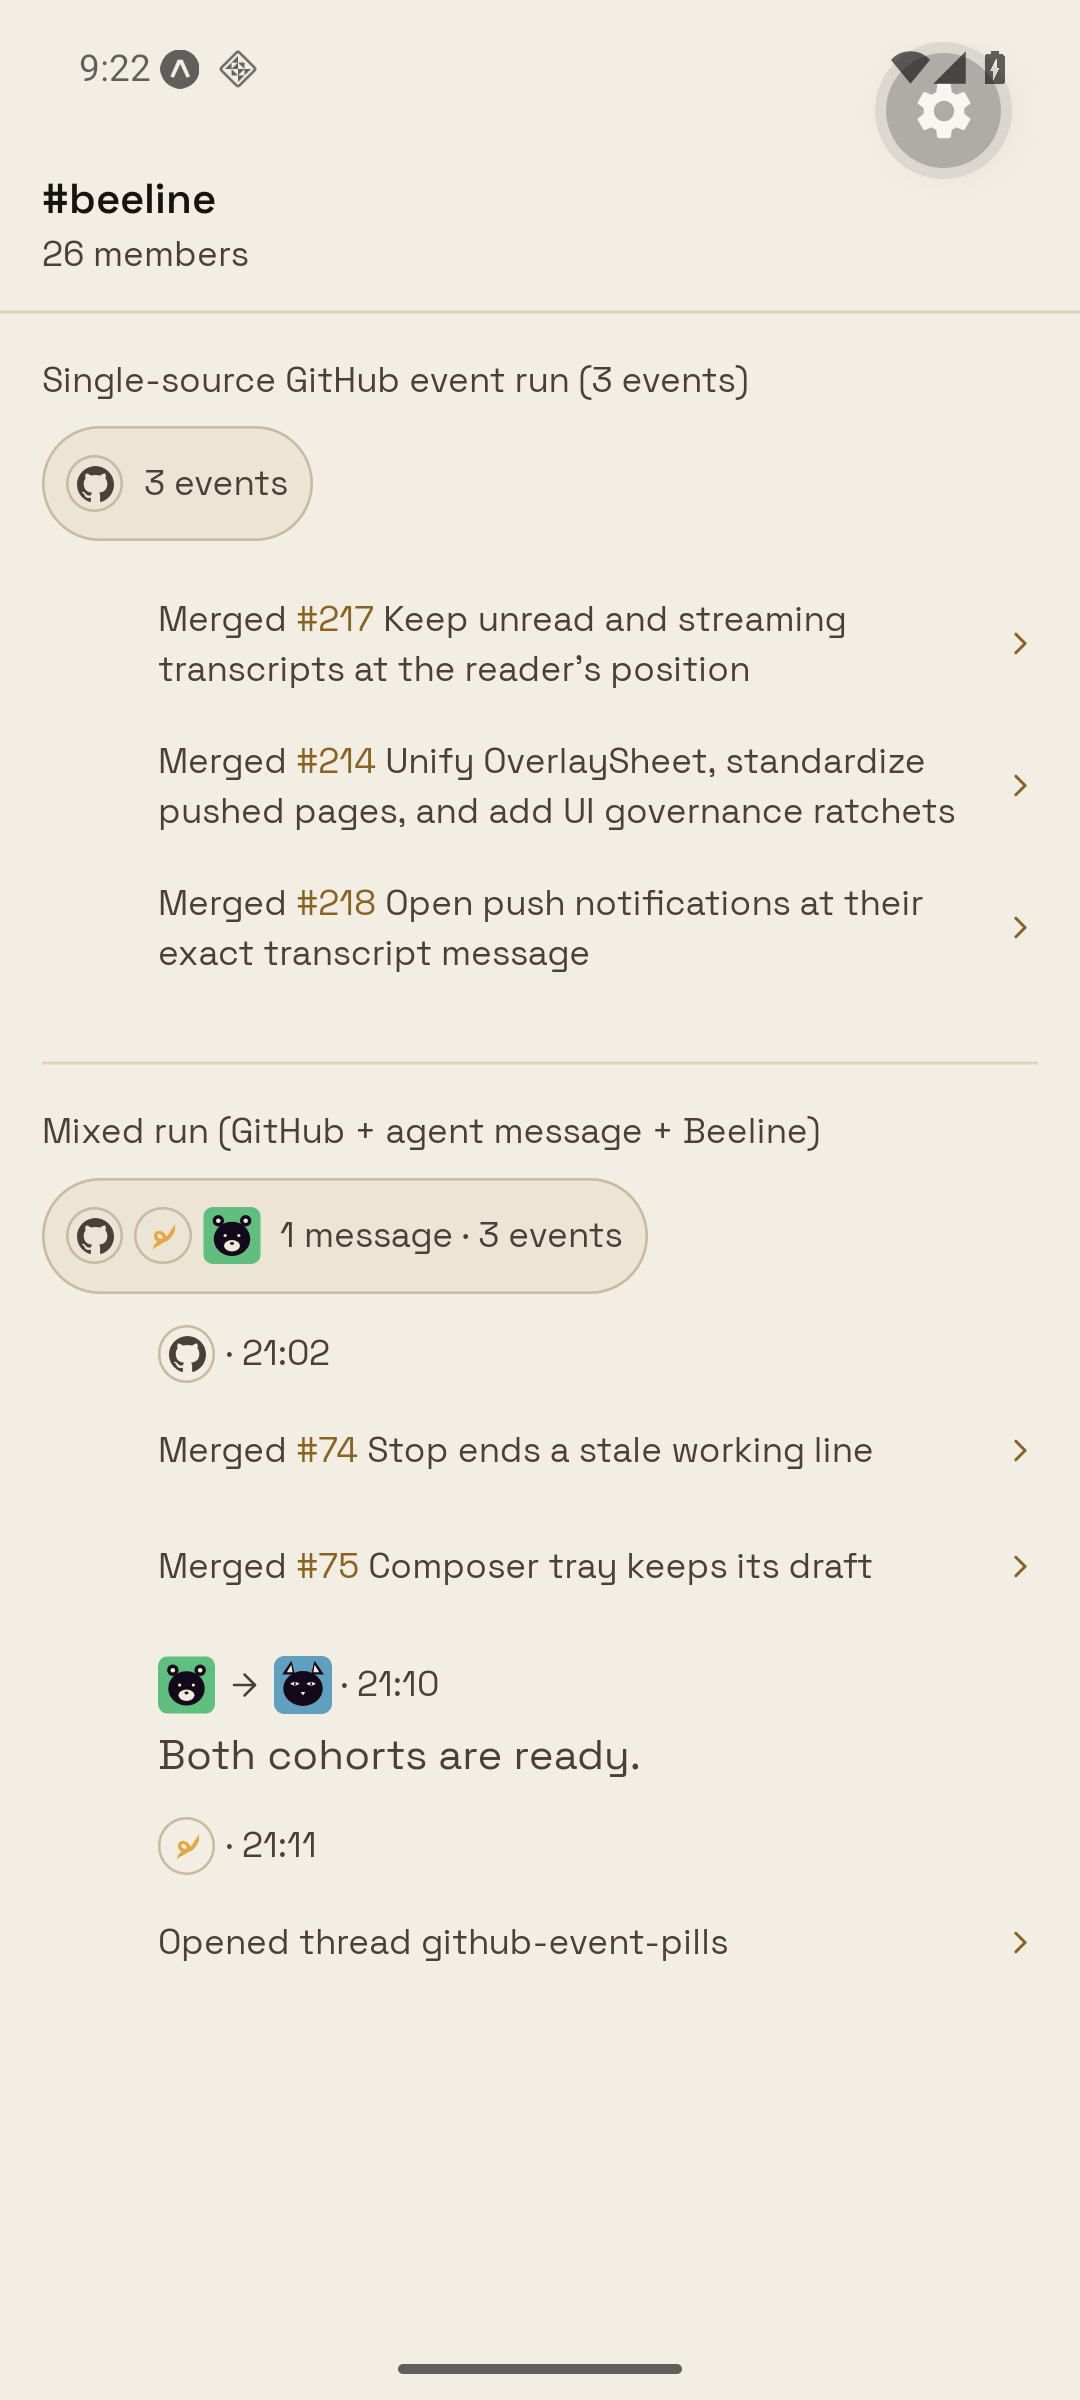 9:22
#beeline
26 members
Single-source GitHub event run (3 events)
3 events
Merged #217 Keep unread and streaming
transcripts at the reader’s position
Merged #214 Unify OverlaySheet, standardize
pushed pages, and add UI governance ratchets
Merged #218 Open push notifications at their
exact transcript message
Mixed run (GitHub + agent message + Beeline)
1 message · 3 events
· 21:02
Merged #74 Stop ends a stale working line
Merged #75 Composer tray keeps its draft
→ · 21:10
Both cohorts are ready.
· 21:11
Opened thread github-event-pills